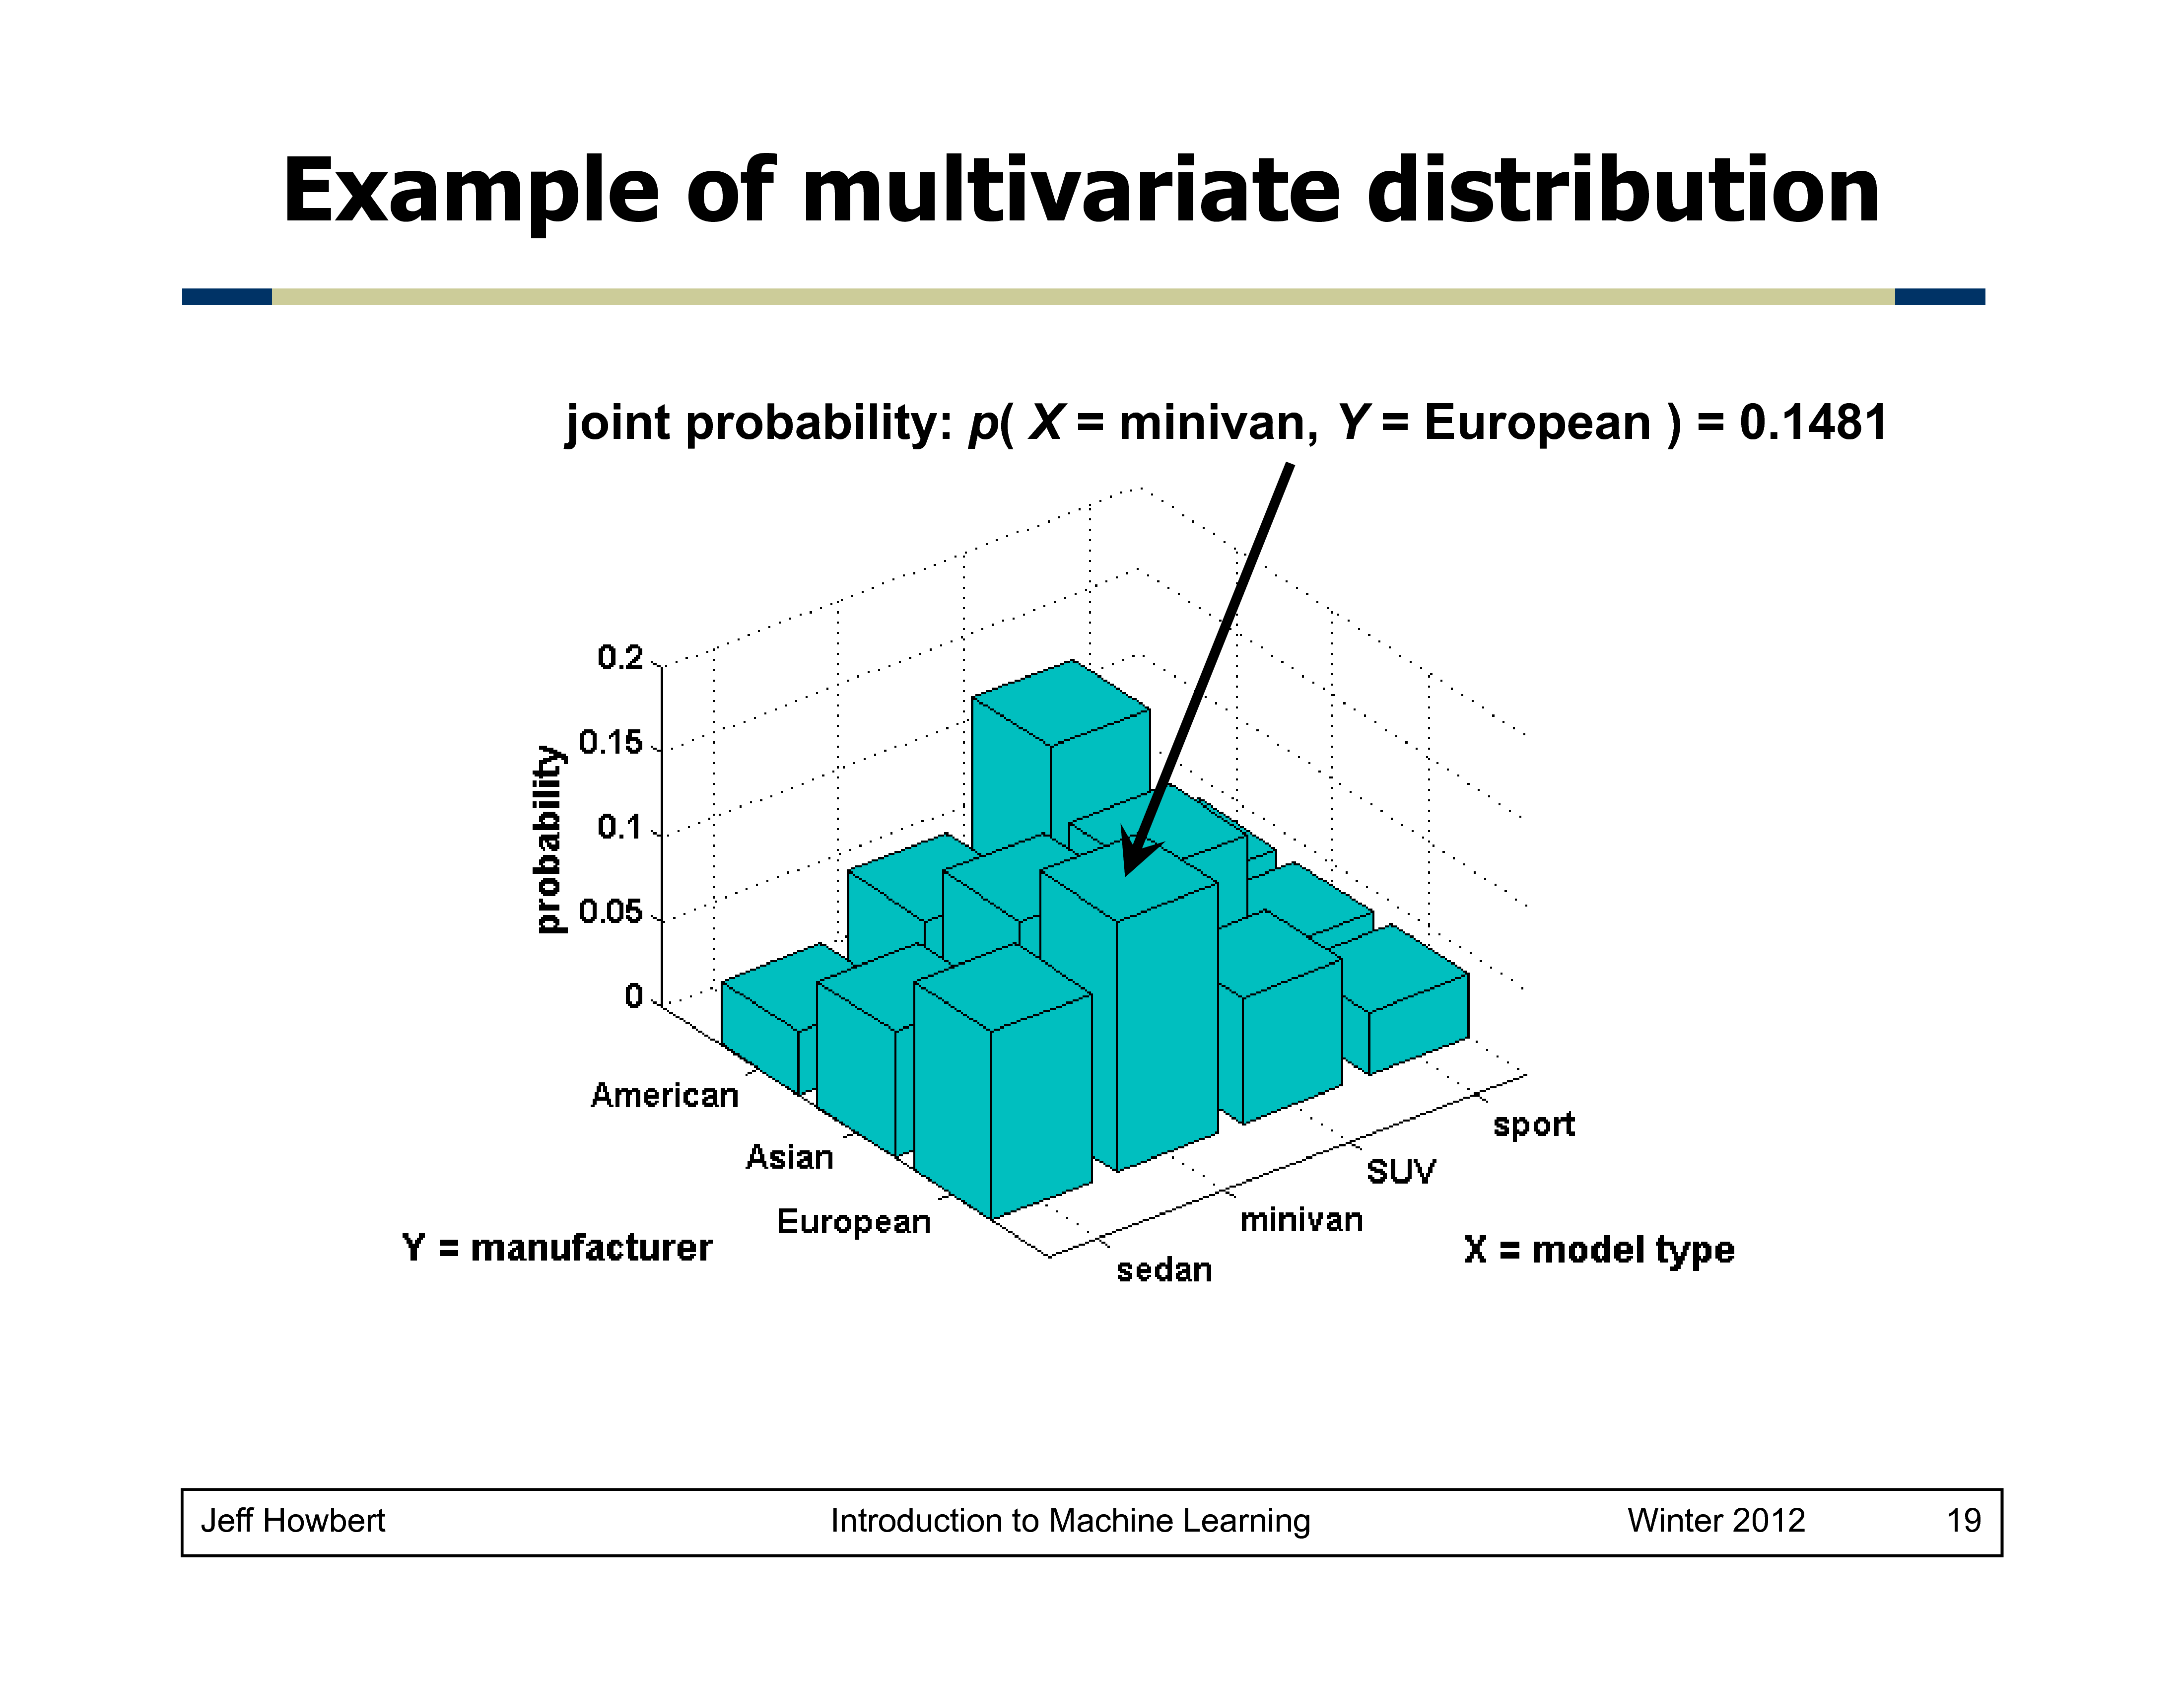 Example of multivariate distribution
joint probability: p( X = minivan, Y = European ) = 0.1481
0.2
0.15
0.1
0.05
0
probability
American
Asian
European
Y = manufacturer
sport
SUV
minivan
sedan
X = model type
Jeff Howbert Introduction to Machine Learning Winter 2012 19